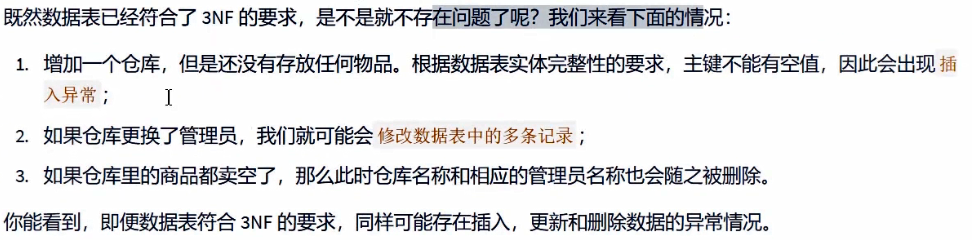 既然数据表已经符合了 3NF 的要求，是不是就不存在问题了呢？我们来看下面的情况：
1. 增加一个仓库，但是还没有存放任何物品。根据数据表实体完整性的要求，主键不能有空值，因此会出现 插
入异常；
2. 如果仓库更换了管理员，我们就可能会 修改数据表中的多条记录；
3. 如果仓库里的商品都卖空了，那么此时仓库名称和相应的管理员名称也会随之被删除。
你能看到，即便数据表符合 3NF 的要求，同样可能存在插入，更新和删除数据的异常情况。